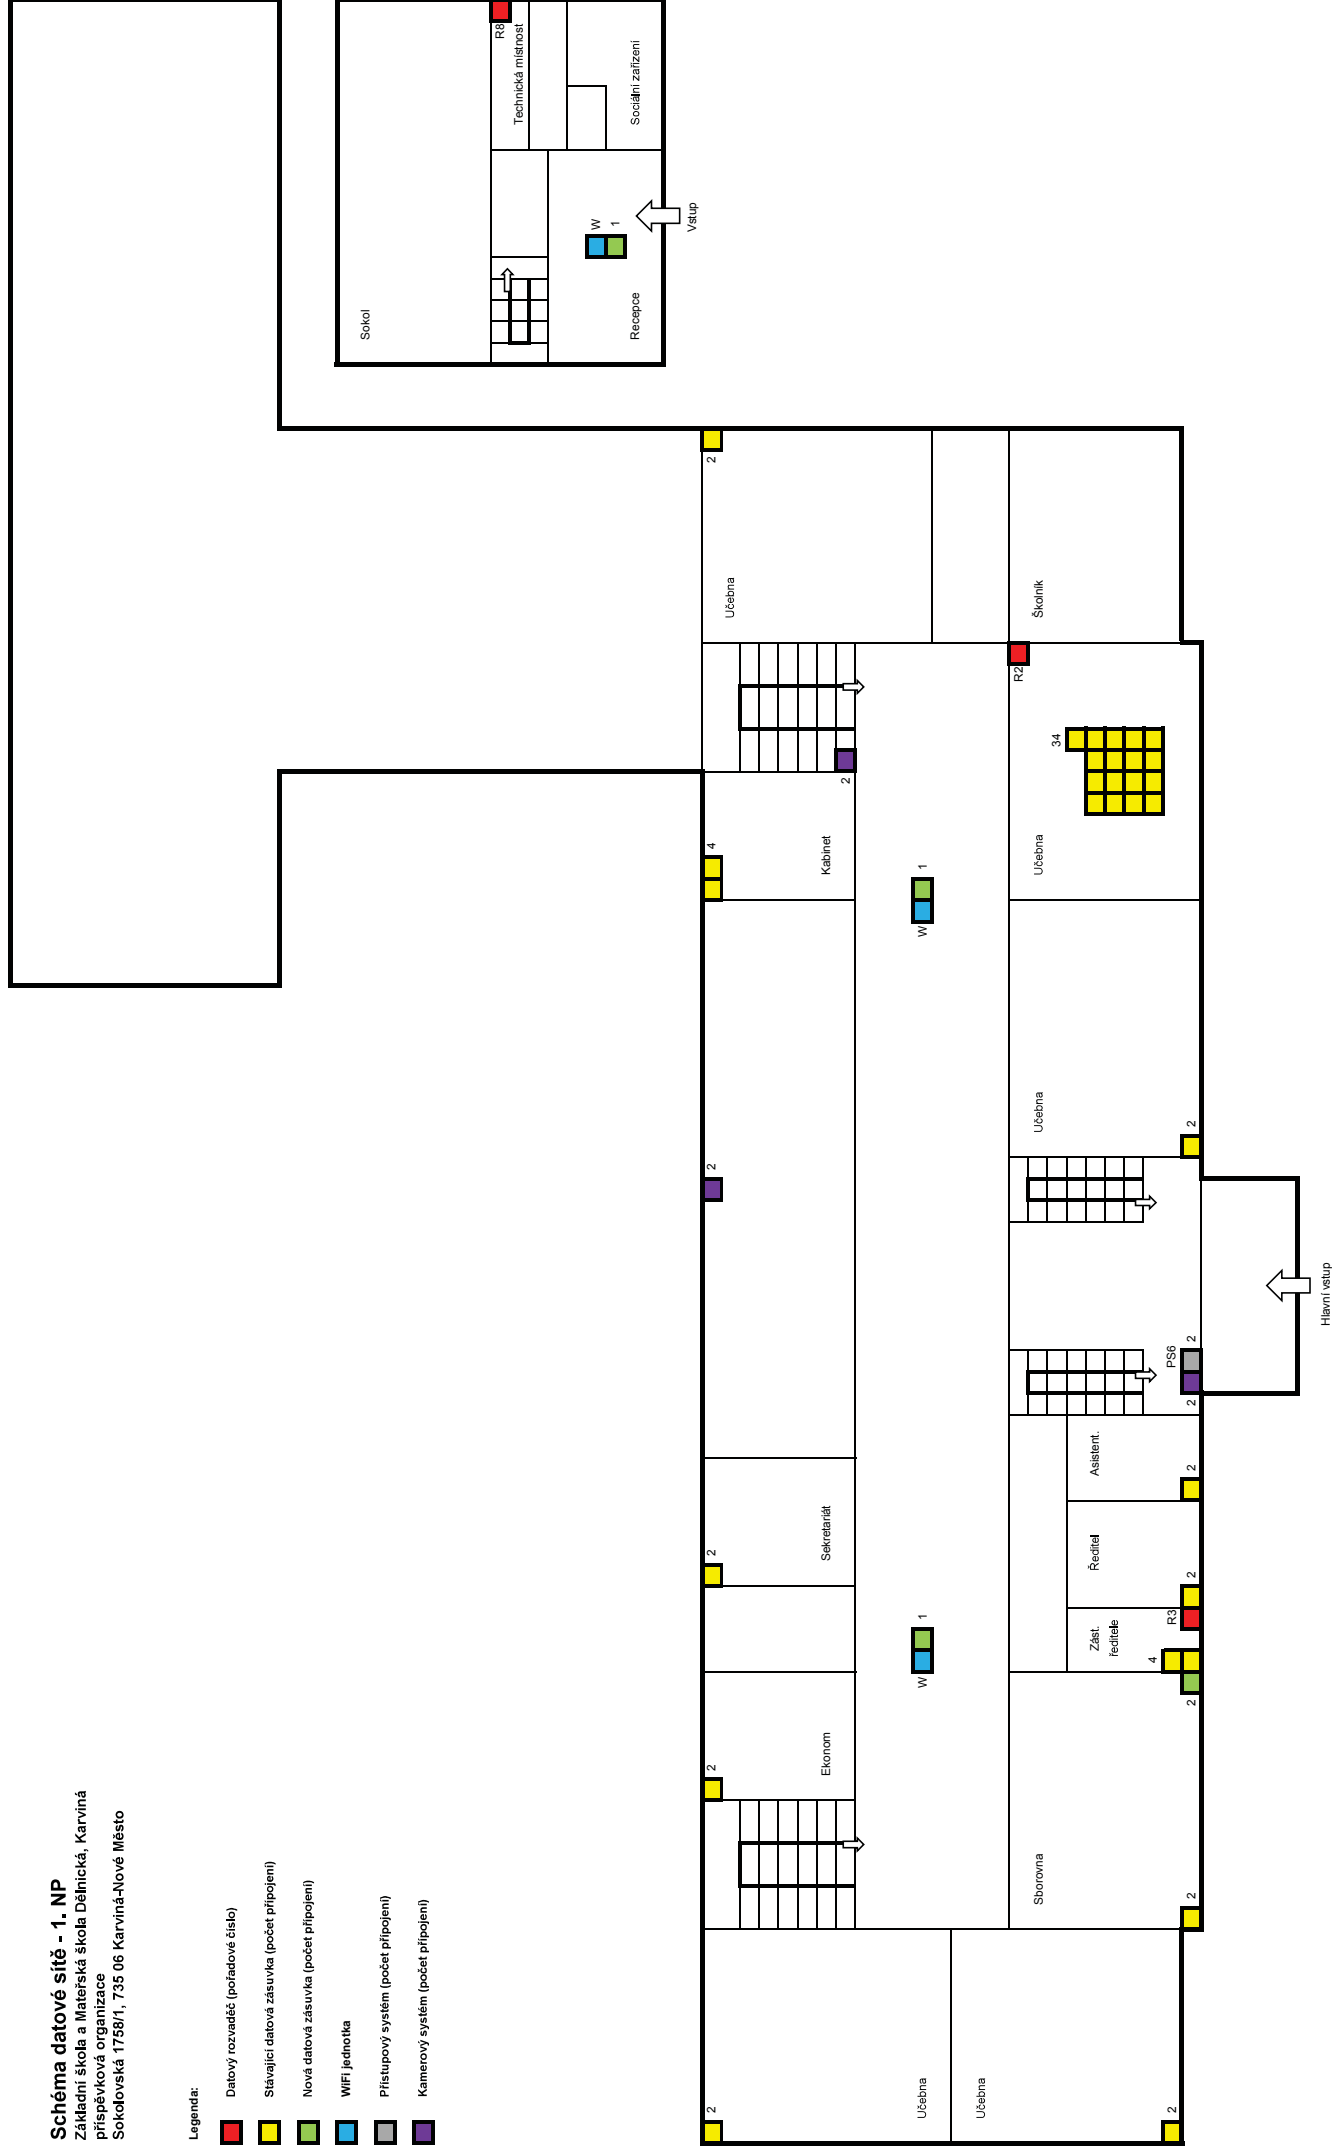 Schéma datové sítě - 1. NP
Základní škola a Mateřská škola Dělnická, Karviná
příspěvková organizace
Sokolovská 1758/1, 735 06 Karviná-Nové Město
Legenda:
Datový rozvaděč (pořadové číslo)
Stávající datová zásuvka (počet připojení)
Nová datová zásuvka (počet připojení)
WiFi jednotka
Přístupový systém (počet připojení)
Kamerový systém (počet připojení)
Sokol
R8
Technická místnost
Sociální zařízení
W
1
Recepce
Vstup
2
Učebna
2
Ekonom
2
Sekretariát
2
4
Kabinet
2
2
Učebna
W
1
W
1
Učebna
2
Sborovna
2
2
4
Zást.
ředitele
R3
Ředitel
2
Asistent.
2
PS6
2
2
Hlavní vstup
Učebna
2
Učebna
34
R2
Školník